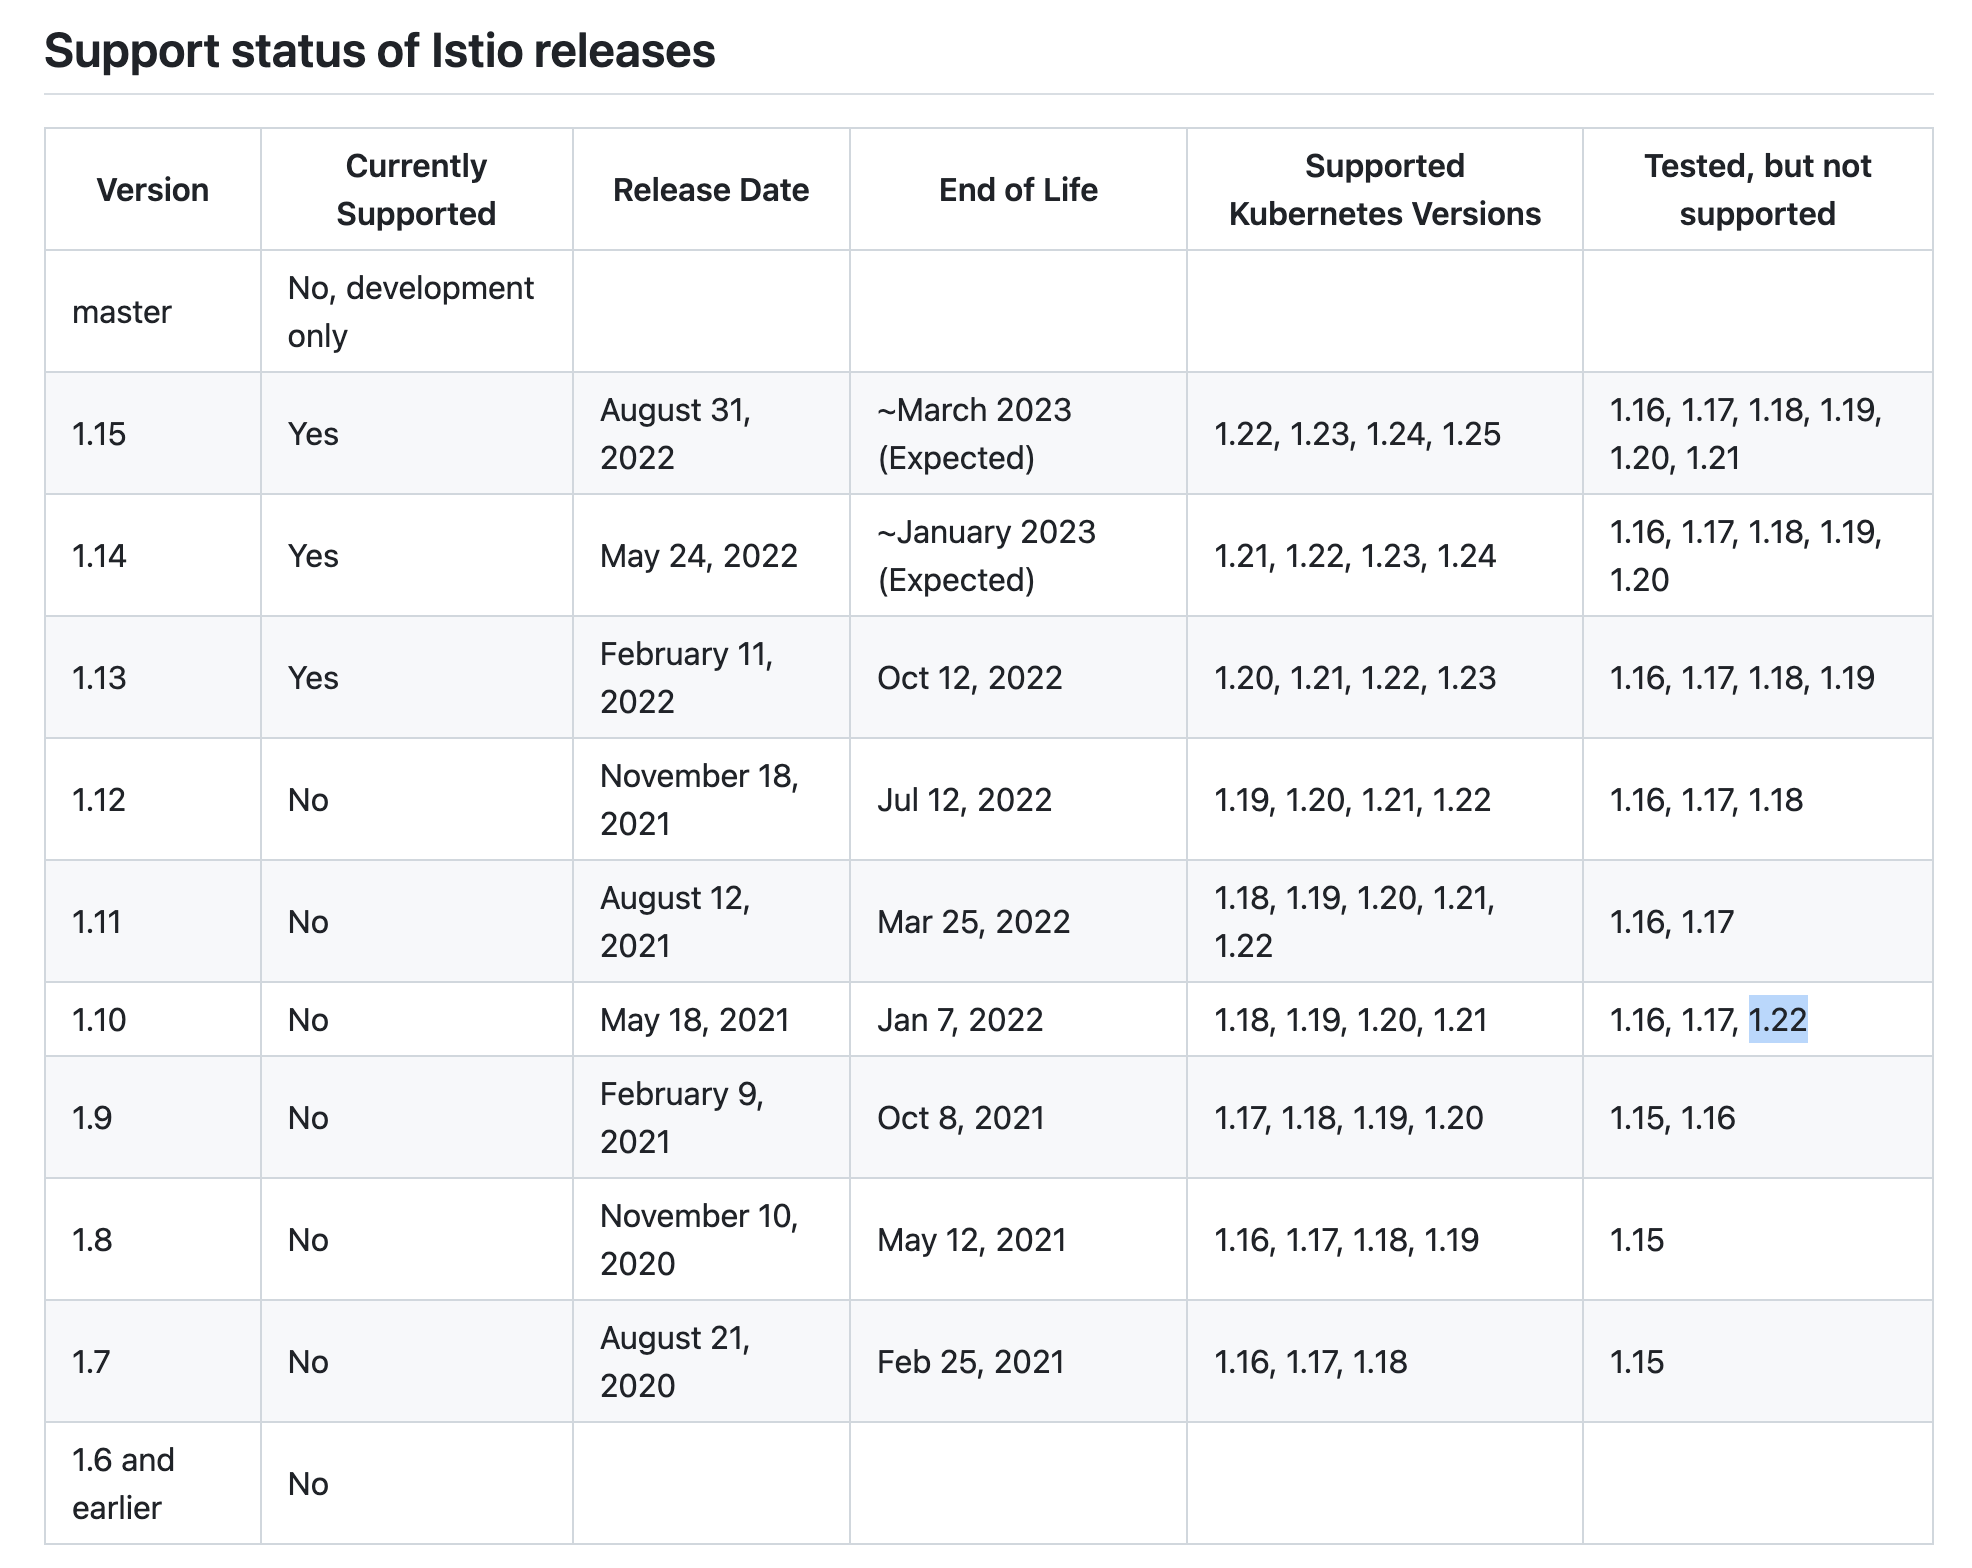 Support status of Istio releases
Version
Currently
Supported
Release Date
End of Life
Supported
Kubernetes Versions
Tested, but not
supported
master
No, development
only
1.15
Yes
August 31,
2022
~March 2023
(Expected)
1.22, 1.23, 1.24, 1.25
1.16, 1.17, 1.18, 1.19,
1.20, 1.21
1.14
Yes
May 24, 2022
~January 2023
(Expected)
1.21, 1.22, 1.23, 1.24
1.16, 1.17, 1.18, 1.19,
1.20
1.13
Yes
February 11,
2022
Oct 12, 2022
1.20, 1.21, 1.22, 1.23
1.16, 1.17, 1.18, 1.19
1.12
No
November 18,
2021
Jul 12, 2022
1.19, 1.20, 1.21, 1.22
1.16, 1.17, 1.18
1.11
No
August 12,
2021
Mar 25, 2022
1.18, 1.19, 1.20, 1.21,
1.22
1.16, 1.17
1.10
No
May 18, 2021
Jan 7, 2022
1.18, 1.19, 1.20, 1.21
1.16, 1.17, 1.22
1.9
No
February 9,
2021
Oct 8, 2021
1.17, 1.18, 1.19, 1.20
1.15, 1.16
1.8
No
November 10,
2020
May 12, 2021
1.16, 1.17, 1.18, 1.19
1.15
1.7
No
August 21,
2020
Feb 25, 2021
1.16, 1.17, 1.18
1.15
1.6 and
earlier
No